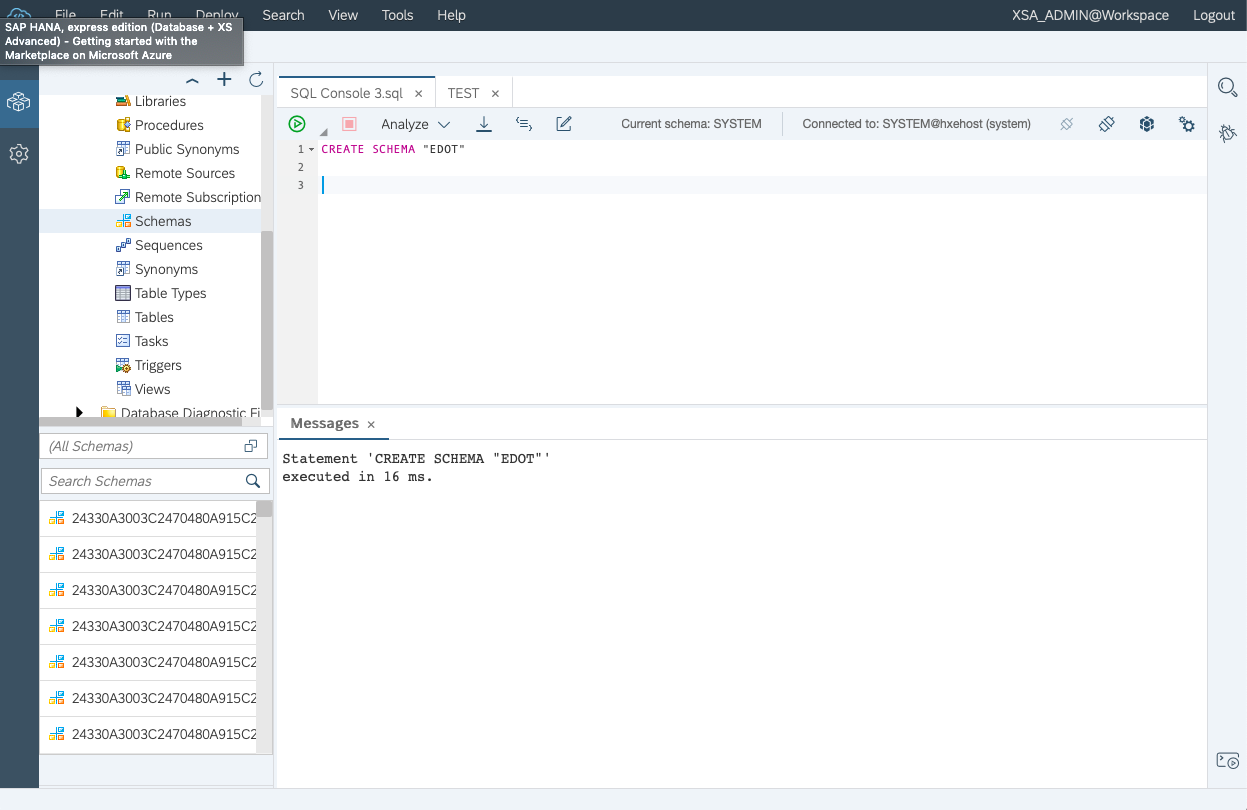 File Edit Run Deploy Search View Tools Help XSA_ADMIN@Workspace Logout
SAP HANA, express edition (Database + XS
Advanced) - Getting started with the
Marketplace on Microsoft Azure
Libraries
Procedures
Public Synonyms
Remote Sources
Remote Subscription
Schemas
Sequences
Synonyms
Table Types
Tables
Tasks
Triggers
Views
Database Diagnostic Fi
(All Schemas)
Search Schemas
24330A3003C2470480A915C2
24330A3003C2470480A915C2
24330A3003C2470480A915C2
24330A3003C2470480A915C2
24330A3003C2470480A915C2
24330A3003C2470480A915C2
24330A3003C2470480A915C2
SQL Console 3.sql × TEST ×
Analyze Current schema: SYSTEM Connected to: SYSTEM@hxehost (system)
1 CREATE SCHEMA "EDOT"
2
3
Messages ×
Statement 'CREATE SCHEMA "EDOT"'
executed in 16 ms.